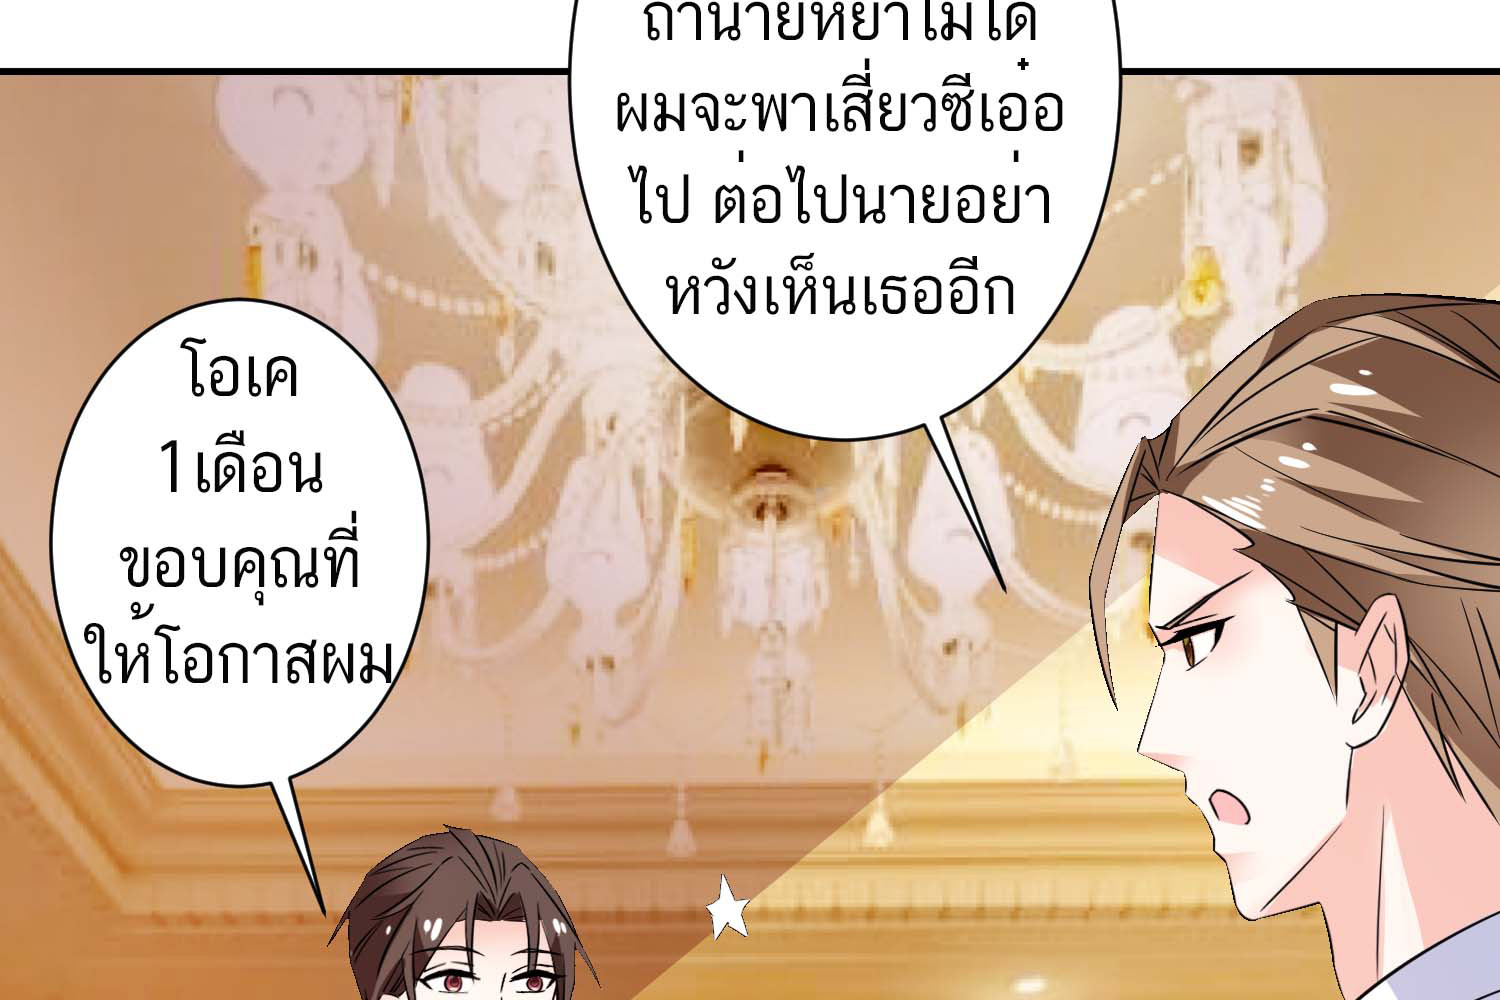 ถ้านายหย่าไม่ได้
ผมจะพาเสี่ยวซีเอ๋อ
ไป ต่อไปนายอย่า
หวังเห็นเธออีก
โอเค
1 เดือน
ขอบคุณที่
ให้โอกาสผม